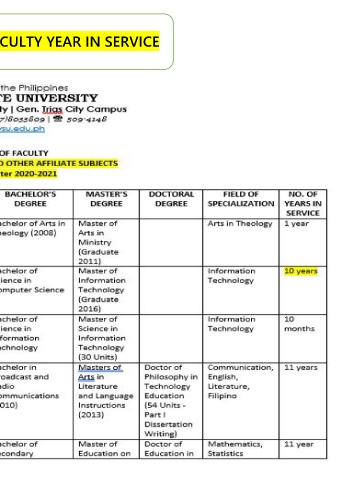 CULTY YEAR IN SERVICE
the Philippines
TE UNIVERSITY
ty | Gen. Trias City Campus
7)8055809 | ☎ 509-4148
vsu.edu.ph
OF FACULTY
D OTHER AFFILIATE SUBJECTS
ter 2020-2021
BACHELOR'S DEGREE
MASTER'S DEGREE
DOCTORAL DEGREE
FIELD OF SPECIALIZATION
NO. OF YEARS IN SERVICE
achelor of Arts in
eology (2008)
Master of
Arts in
Ministry
(Graduate
2011)
Arts in Theology
1 year
achelor of
ience in
omputer Science
Master of
Information
Technology
(Graduate
2016)
Information
Technology
10 years
achelor of
ience in
formation
chnology
Master of
Science in
Information
Technology
(30 Units)
Information
Technology
10
months
achelor in
roadcast and
adio
ommunications
010)
Masters of
Arts in
Literature
and Language
Instructions
(2013)
Doctor of
Philosophy in
Technology
Education
(54 Units -
Part I
Dissertation
Writing)
Communication,
English,
Literature,
Filipino
11 years
achelor of
condary
Master of
Education in
Doctor of
Education in
Mathematics,
Statistics
11 year